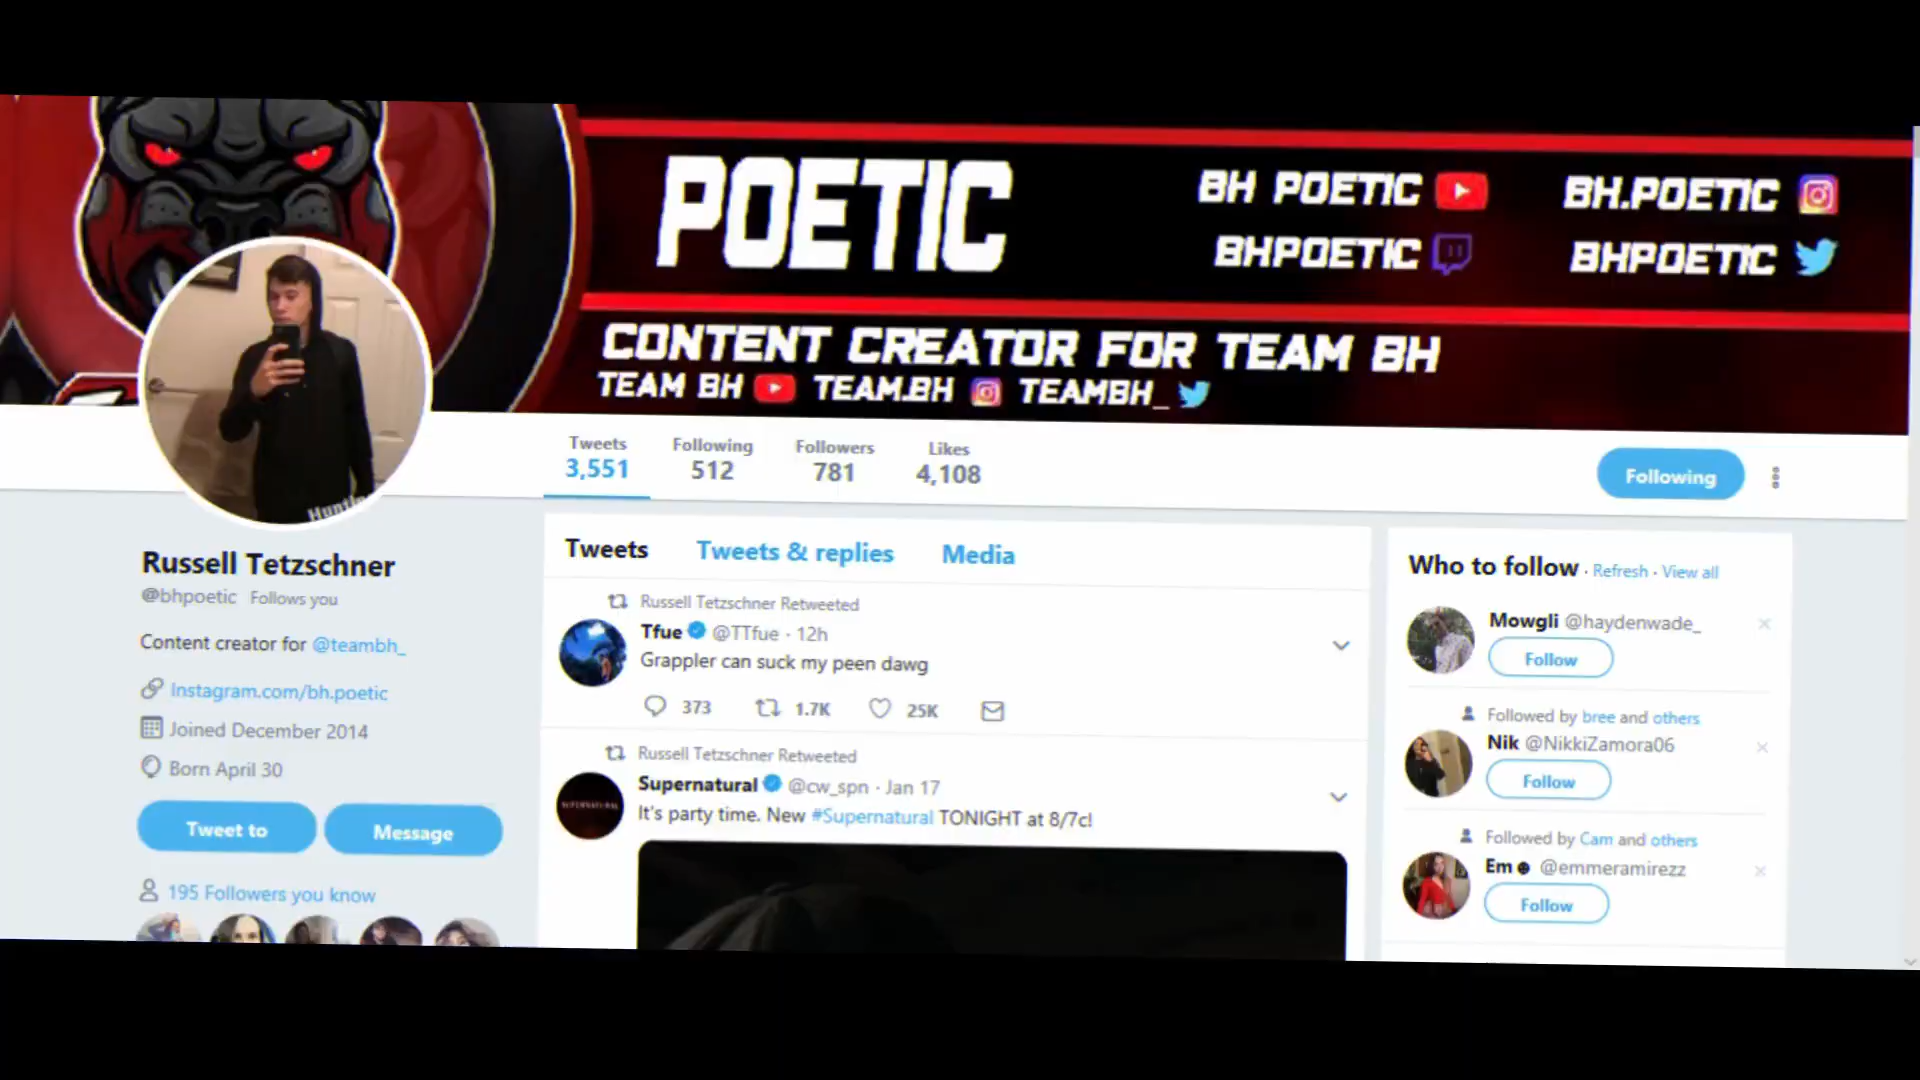 POETIC
BH POETIC
BH.POETIC
BHPOETIC
BHPOETIC
CONTENT CREATOR FOR TEAM BH
TEAM BH TEAM.BH TEAMBH_
Tweets Following Followers Likes
3,551 512 781 4,108
Following
Russell Tetzschner
@bhpoetic Follows you
Content creator for @teambh_
Instagram.com/bh.poetic
Joined December 2014
Born April 30
Tweet to Message
195 Followers you know
Tweets Tweets & replies Media
Russell Tetzschner Retweeted
Tfue @TTfue · 12h
Grappler can suck my peen dawg
373 1.7K 25K
Russell Tetzschner Retweeted
Supernatural @cw_spn · Jan 17
It's party time. New #Supernatural TONIGHT at 8/7c!
Who to follow · Refresh · View all
Mowgli @haydenwade_
Follow
Followed by bree and others
Nik @NikkiZamora06
Follow
Followed by Cam and others
Em☻ @emmeramirezz
Follow